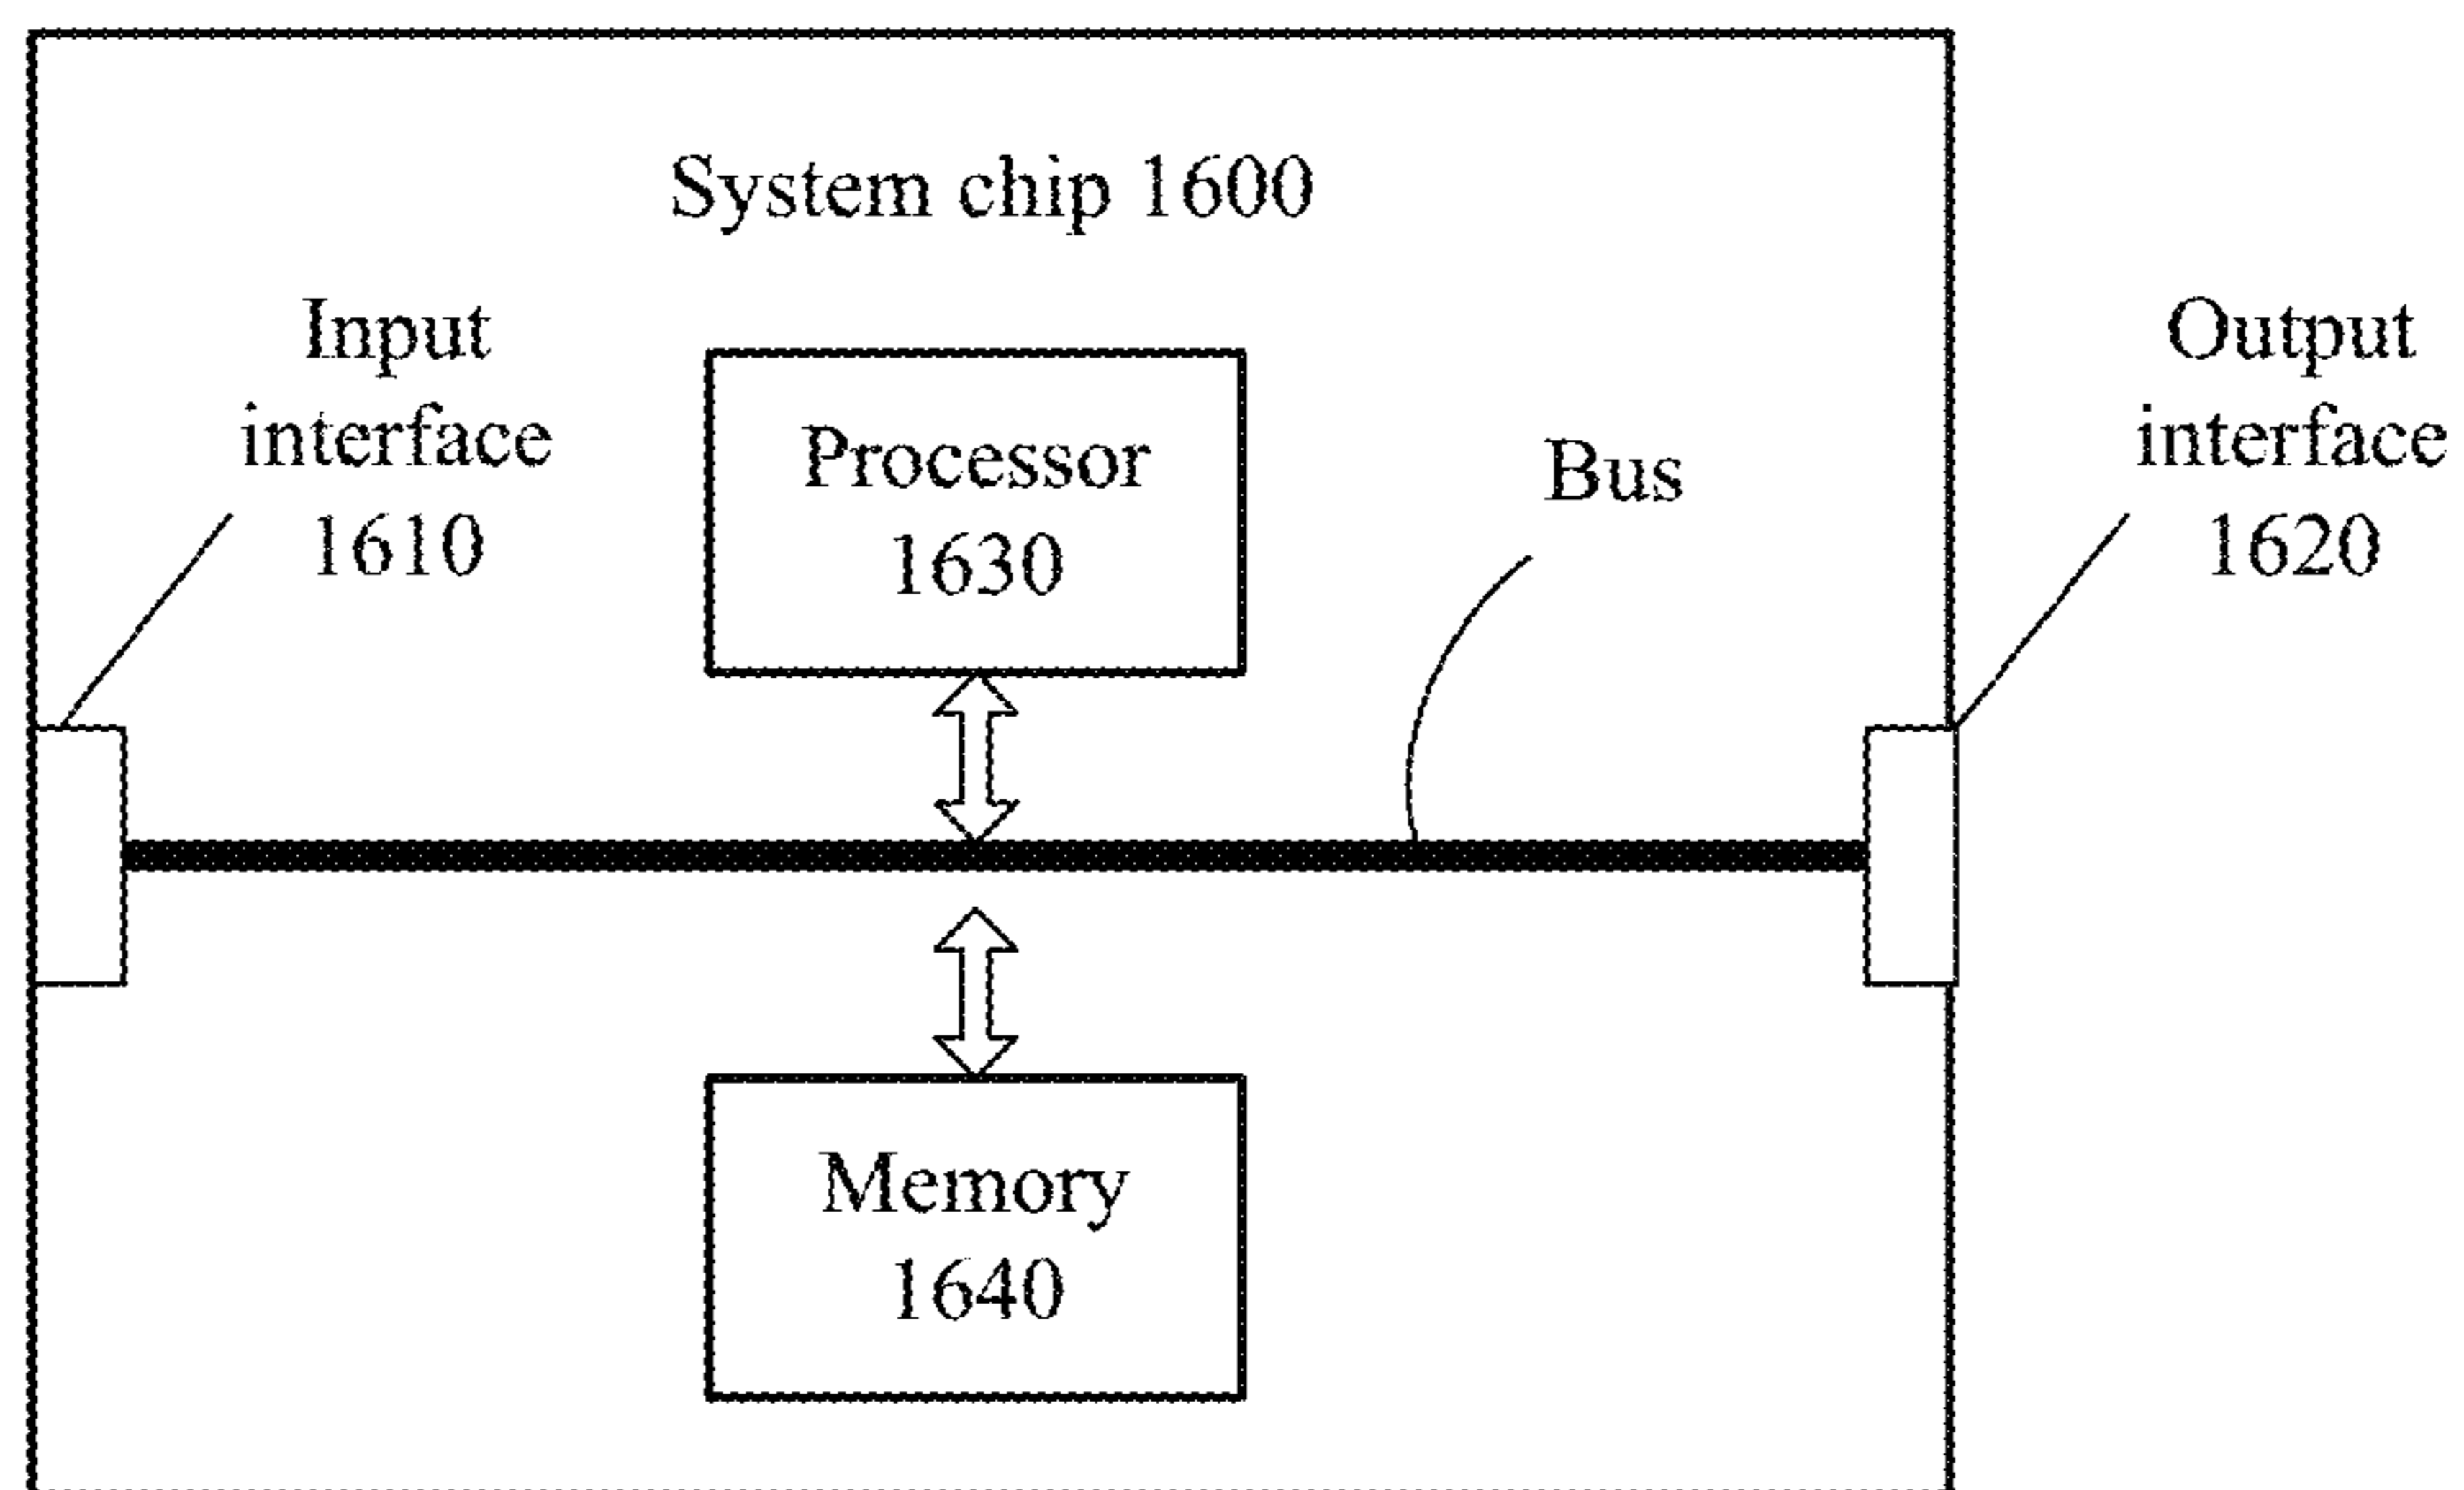 System chip 1600
Input
interface
1610
Processor
1630
Bus
Output
interface
1620
Memory
1640